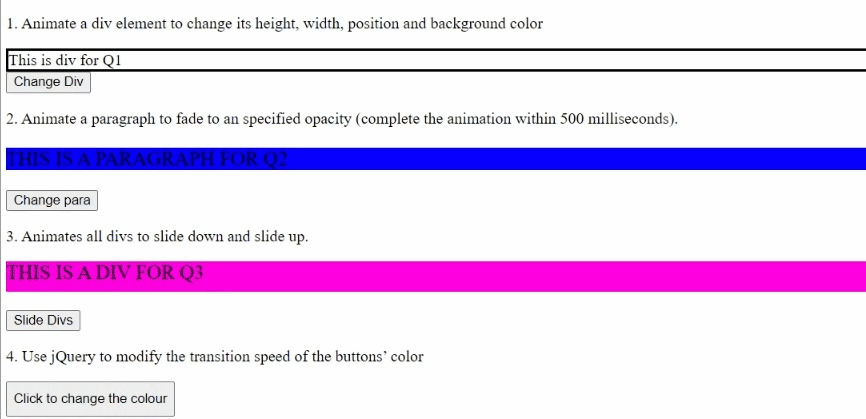 1. Animate a div element to change its height, width, position and background color
This is div for Q1
Change Div
2. Animate a paragraph to fade to an specified opacity (complete the animation within 500 milliseconds).
THIS IS A PARAGRAPH FOR Q2
Change para
3. Animates all divs to slide down and slide up.
THIS IS A DIV FOR Q3
Slide Divs
4. Use jQuery to modify the transition speed of the buttons’ color
Click to change the colour